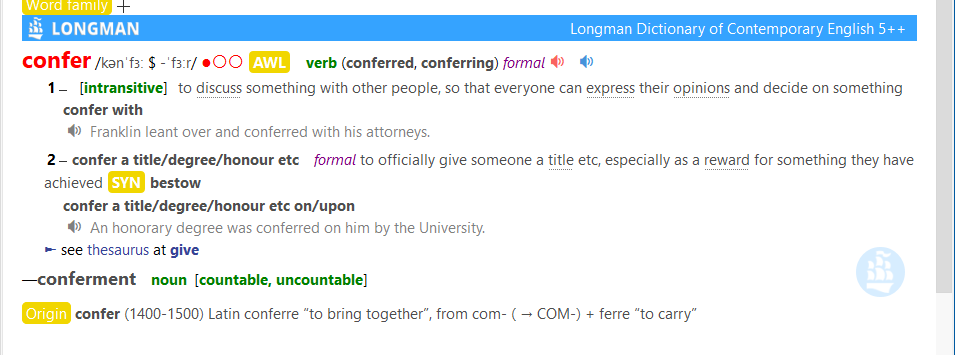 Word family +
LONGMAN Longman Dictionary of Contemporary English 5++
confer /kənˈfɜː $ -ˈfɜːr/ ●○○ AWL verb (conferred, conferring) formal
1 – [intransitive] to discuss something with other people, so that everyone can express their opinions and decide on something
confer with
Franklin leant over and conferred with his attorneys.
2 – confer a title/degree/honour etc formal to officially give someone a title etc, especially as a reward for something they have
achieved SYN bestow
confer a title/degree/honour etc on/upon
An honorary degree was conferred on him by the University.
► see thesaurus at give
—conferment noun [countable, uncountable]
Origin confer (1400-1500) Latin conferre “to bring together”, from com- ( → COM-) + ferre “to carry”